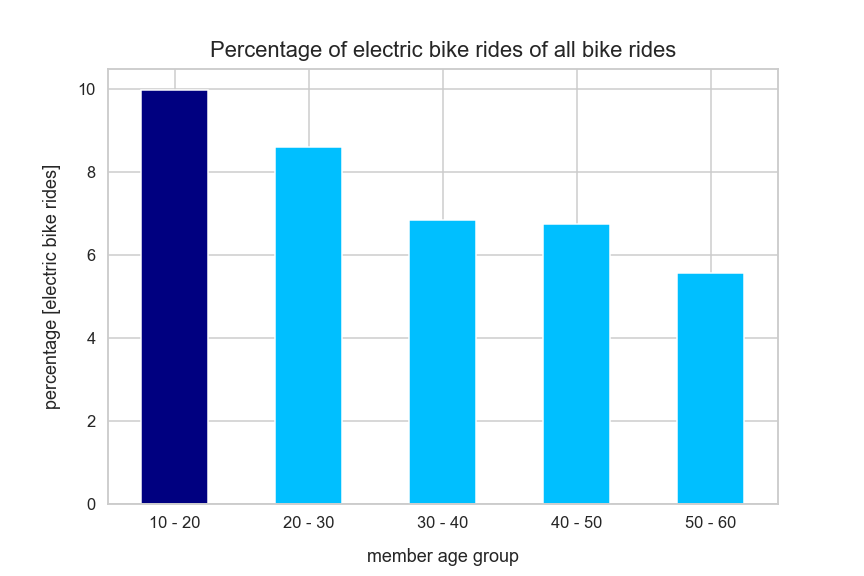 Percentage of electric bike rides of all bike rides
percentage [electric bike rides]
10
8
6
4
2
0
10 - 20
20 - 30
30 - 40
40 - 50
50 - 60
member age group